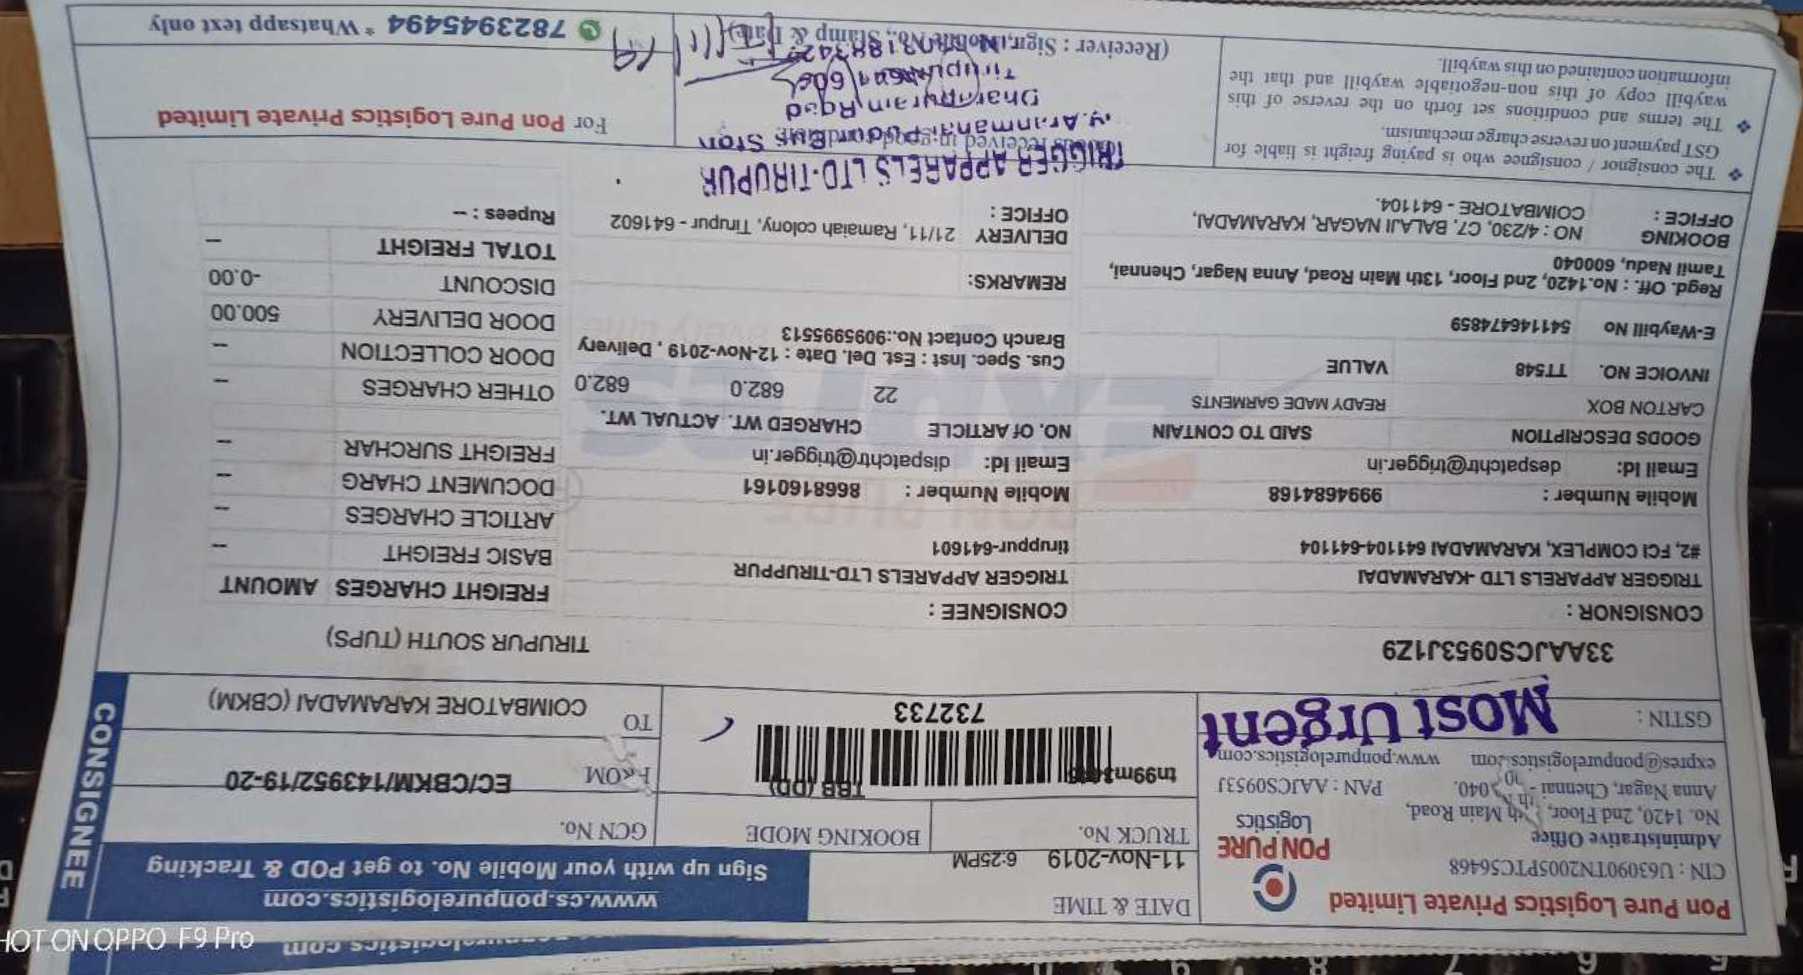 Pon Pure Logistics Private Limited
CIN : U63090TN2005PTC56468
Administrative Office
No. 1420, 2nd Floor, Main Road,
Anna Nagar, Chennai - 040.
PAN : AAJCS0953J
expres@ponpurelogistics.com www.ponpurelogistics.com
PON PURE
Logistics
DATE & TIME
11-Nov-2019 6:25PM
www.cs.ponpurelogistics.com
Sign up with your Mobile No. to get POD & Tracking
TRUCK No.
BOOKING MODE
TBB (DD)
GCN No.
EC/CBKM/143952/19-20
732733
FROM
COIMBATORE KARAMADAI (CBKM)
TO
TIRUPUR SOUTH (TUPS)
CONSIGNEE
GSTIN :
33AAJCS0953J1Z9
Most Urgent
CONSIGNOR :
TRIGGER APPARELS LTD -KARAMADAI
#2, FCI COMPLEX, KARAMADAI 641104-641104
Mobile Number : 9994684168
Email Id: despatchtr@trigger.in
CONSIGNEE :
TRIGGER APPARELS LTD-TIRUPPUR
tiruppur-641601
Mobile Number : 8668160161
Email Id: dispatchtr@trigger.in
FREIGHT CHARGES AMOUNT
BASIC FREIGHT --
ARTICLE CHARGES --
DOCUMENT CHARG --
FREIGHT SURCHAR --
OTHER CHARGES --
DOOR COLLECTION --
DOOR DELIVERY 500.00
DISCOUNT -0.00
TOTAL FREIGHT --
Rupees : --
GOODS DESCRIPTION SAID TO CONTAIN NO. Of ARTICLE CHARGED WT. ACTUAL WT.
CARTON BOX READY MADE GARMENTS 22 682.0 682.0
INVOICE NO. TT548 VALUE
Cus. Spec. Inst : Est. Del. Date : 12-Nov-2019 , Delivery
Branch Contact No.:9095995513
E-Waybill No 541146474859
Regd. Off. : No.1420, 2nd Floor, 13th Main Road, Anna Nagar, Chennai,
Tamil Nadu, 600040
REMARKS:
BOOKING OFFICE : NO : 4/230, C7, BALAJI NAGAR, KARAMADAI,
COIMBATORE - 641104.
DELIVERY OFFICE : 21/11, Ramaiah colony, Tirupur - 641602
❖ The consignor / consignee who is paying freight is liable for
GST payment on reverse charge mechanism.
❖ The terms and conditions set forth on the reverse of this
waybill copy of this non-negotiable waybill and that the
information contained on this waybill.
TRIGGER APPARELS LTD-TIRUPUR
Goods received in good condition
Dharapuram Road
(Receiver : Sign, Mobile No., Stamp & Date)
For Pon Pure Logistics Private Limited
7823945494 * Whatsapp text only
SHOT ON OPPO F9 Pro